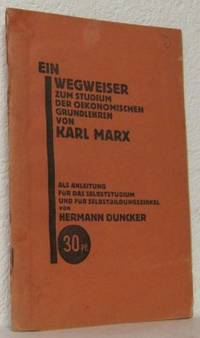 EIN
WEGWEISER
ZUM STUDIUM
DER OEKONOMISCHEN
GRUNDLEHREN
VON
KARL MARX
ALS ANLEITUNG
FÜR DAS SELBSTSTUDIUM
UND FÜR SELBSTBILDUNGSZIRKEL
VON
HERMANN DUNCKER
30 Pf.